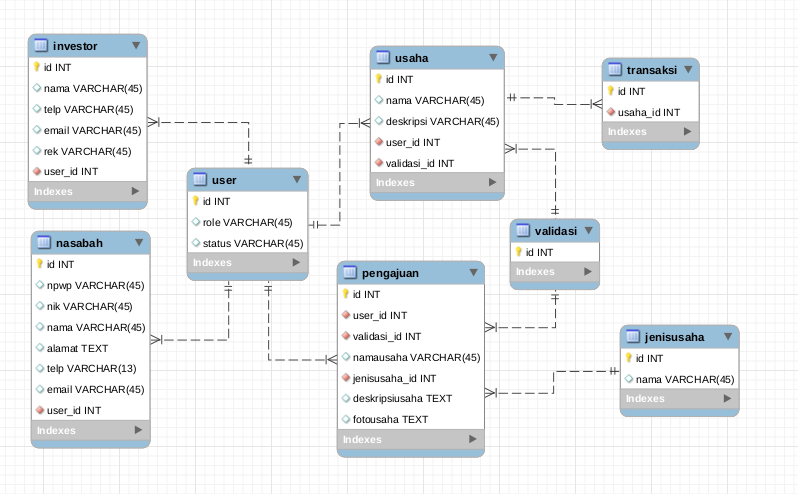 investor
id INT
nama VARCHAR(45)
telp VARCHAR(45)
email VARCHAR(45)
rek VARCHAR(45)
user_id INT
Indexes
nasabah
id INT
npwp VARCHAR(45)
nik VARCHAR(45)
nama VARCHAR(45)
alamat TEXT
telp VARCHAR(13)
email VARCHAR(45)
user_id INT
Indexes
user
id INT
role VARCHAR(45)
status VARCHAR(45)
Indexes
usaha
id INT
nama VARCHAR(45)
deskripsi VARCHAR(45)
user_id INT
validasi_id INT
Indexes
pengajuan
id INT
user_id INT
validasi_id INT
namausaha VARCHAR(45)
jenisusaha_id INT
deskripsiusaha TEXT
fotousaha TEXT
Indexes
transaksi
id INT
usaha_id INT
Indexes
validasi
id INT
Indexes
jenisusaha
id INT
nama VARCHAR(45)
Indexes